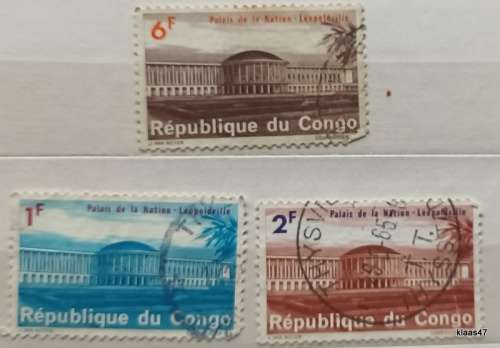 6F
Palais de la Nation - Léopoldville
République du Congo
1F
Palais de la Nation - Léopoldville
République du Congo
2F
Palais de la Nation - Léopoldville
République du Congo
klaas47